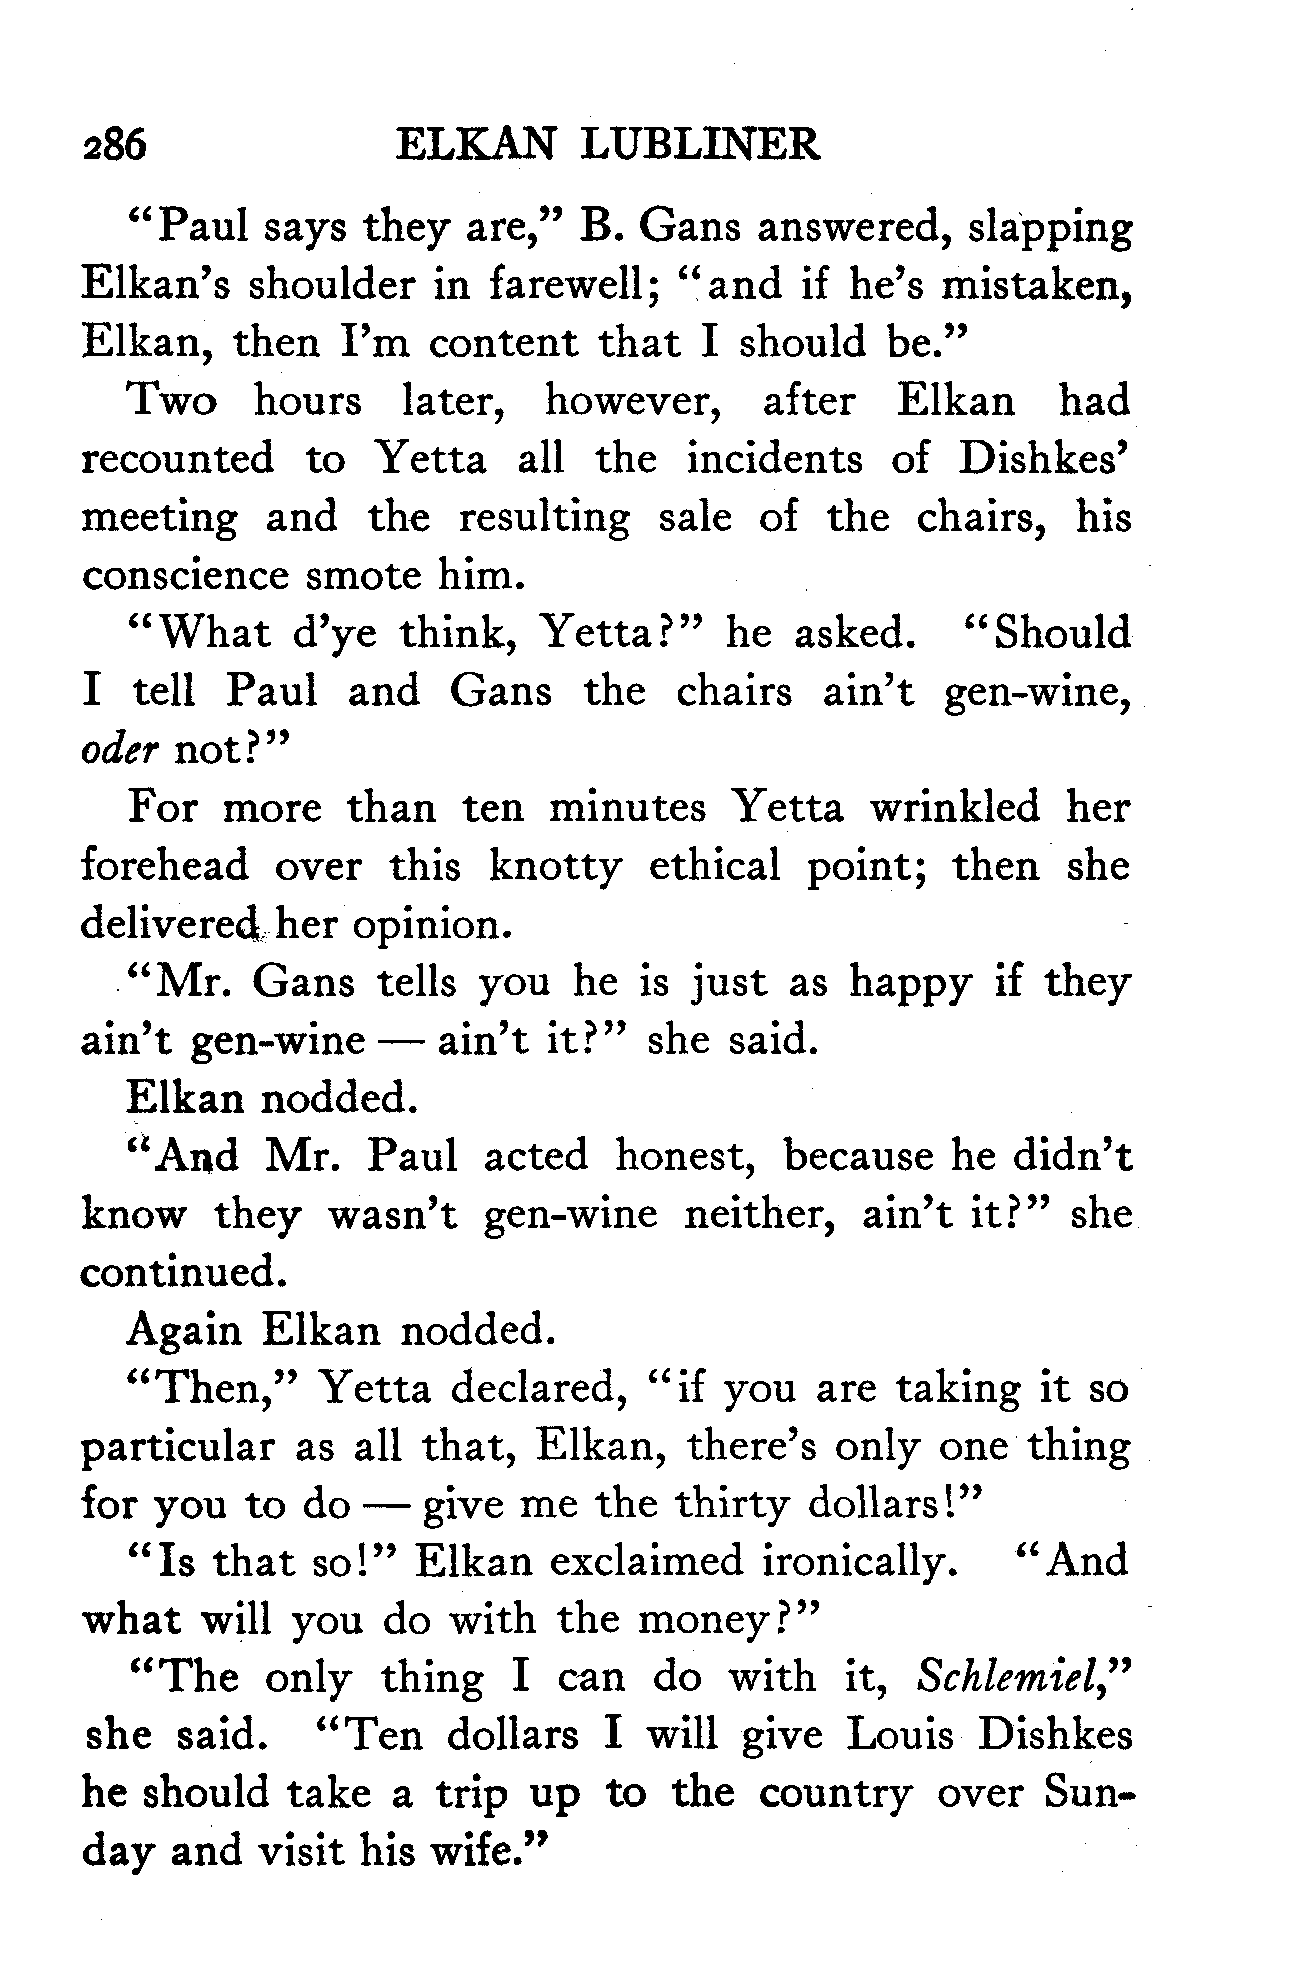 286 ELKAN LUBLINER
"Paul says they are," B. Gans answered, slapping
Elkan's shoulder in farewell; "and if he's mistaken,
Elkan, then I'm content that I should be."
Two hours later, however, after Elkan had
recounted to Yetta all the incidents of Dishkes'
meeting and the resulting sale of the chairs, his
conscience smote him.
"What d'ye think, Yetta?" he asked. "Should
I tell Paul and Gans the chairs ain't gen-wine,
oder not?"
For more than ten minutes Yetta wrinkled her
forehead over this knotty ethical point; then she
delivered her opinion.
"Mr. Gans tells you he is just as happy if they
ain't gen-wine — ain't it?" she said.
Elkan nodded.
"And Mr. Paul acted honest, because he didn't
know they wasn't gen-wine neither, ain't it?" she
continued.
Again Elkan nodded.
"Then," Yetta declared, "if you are taking it so
particular as all that, Elkan, there's only one thing
for you to do — give me the thirty dollars!"
"Is that so!" Elkan exclaimed ironically. "And
what will you do with the money?"
"The only thing I can do with it, Schlemiel,"
she said. "Ten dollars I will give Louis Dishkes
he should take a trip up to the country over Sun-
day and visit his wife."